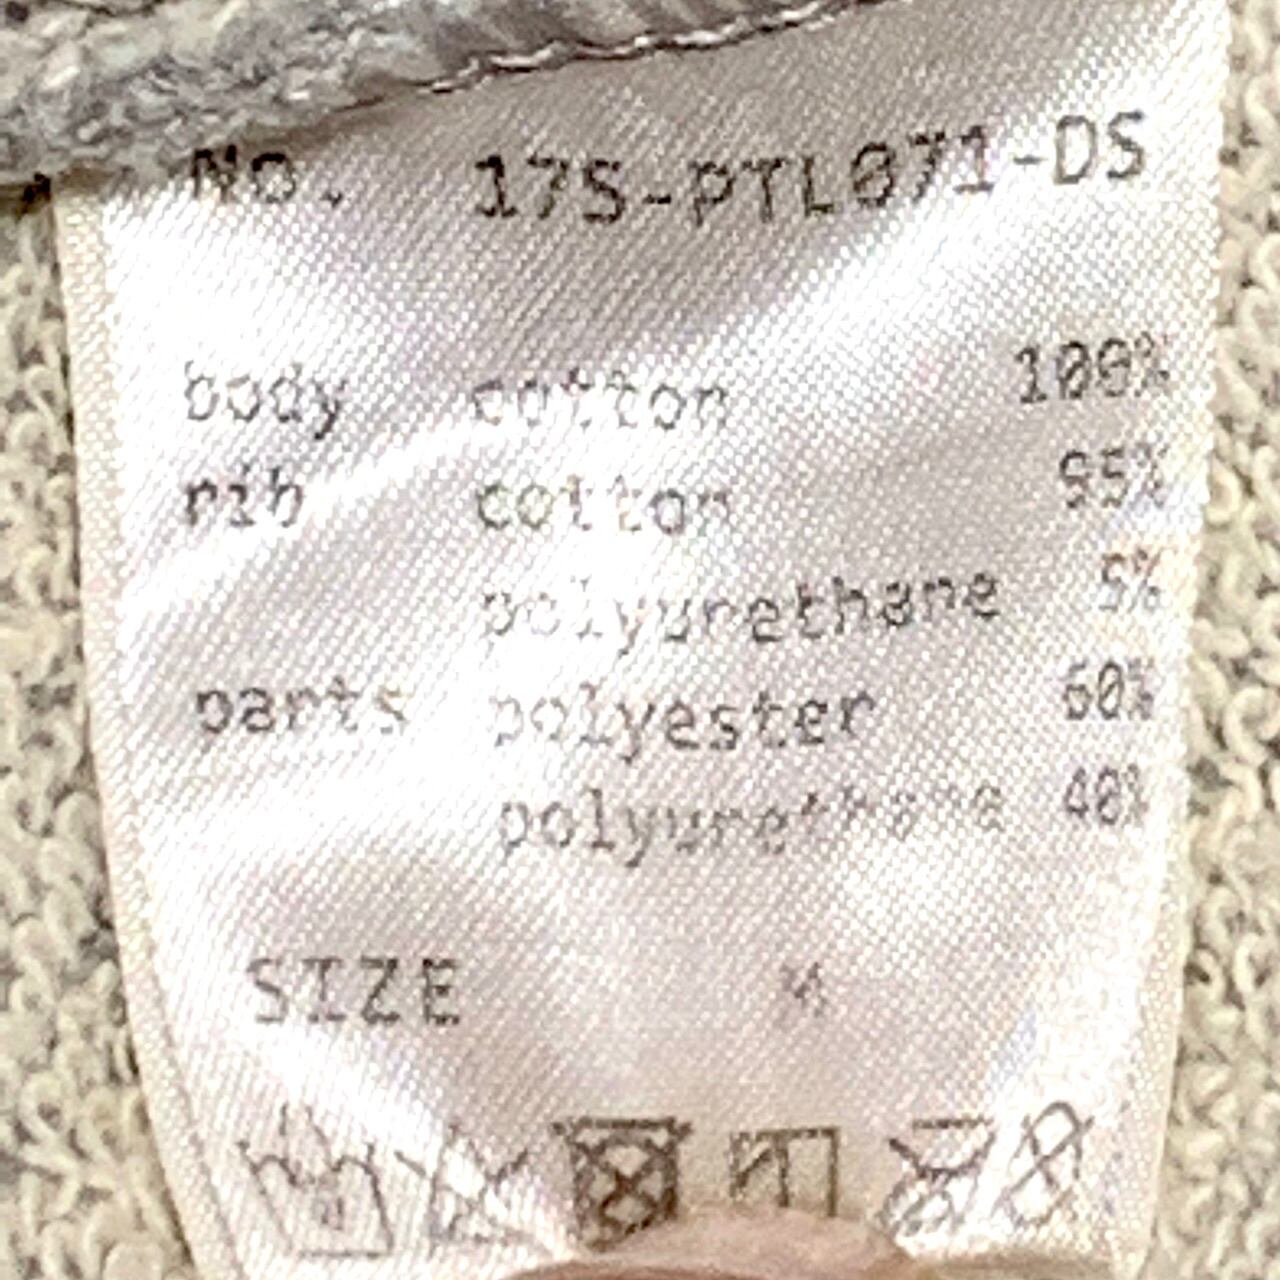 No. 17S-PTL071-DS
body cotton 100%
rib cotton 95%
polyurethane 5%
parts polyester 60%
polyurethane 40%
SIZE